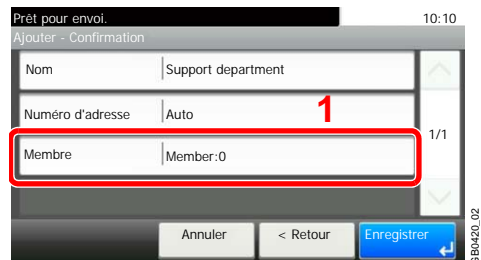 Prêt pour envoi. 10:10
Ajouter - Confirmation
Nom Support department
Numéro d'adresse Auto 1
1/1
Membre Member:0
Annuler < Retour Enregistrer
GB0420_02